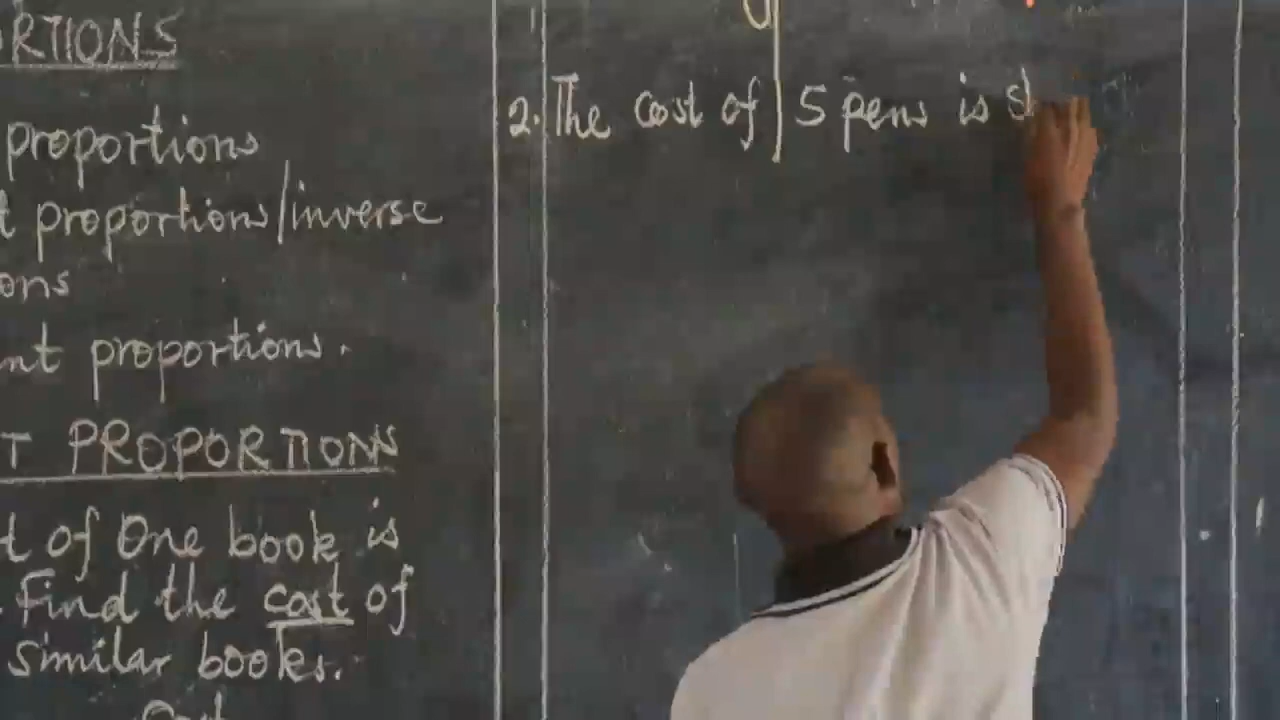 RTIONS
proportions
t proportions/inverse
ons
nt proportions.
T PROPORTIONS
t of One book is
. Find the cost of
similar books.
Cost
2. The cost of 5 pens is sh